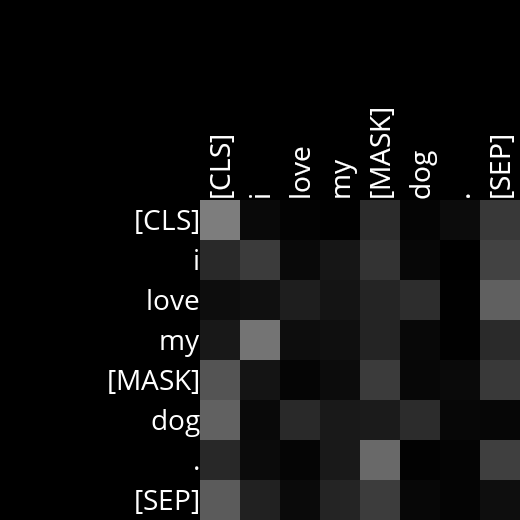 [CLS] i love my [MASK] dog . [SEP]
[CLS]
i
love
my
[MASK]
dog
.
[SEP]